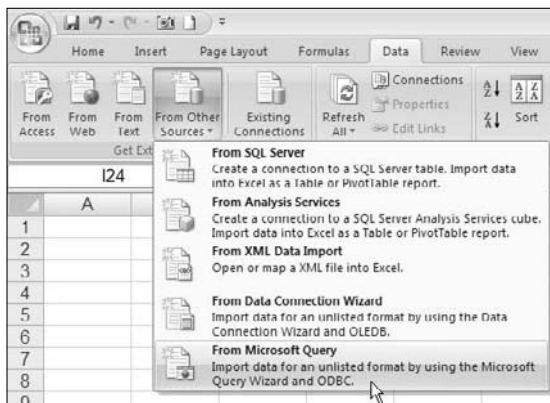 Home Insert Page Layout Formulas Data Review View
From Access
From Web
From Text
From Other Sources
Existing Connections
Refresh All
Connections
Properties
Edit Links
Sort
Get Ext
I24
A
1
2
3
4
5
6
7
8
9
From SQL Server
Create a connection to a SQL Server table. Import data
into Excel as a Table or PivotTable report.
From Analysis Services
Create a connection to a SQL Server Analysis Services cube.
Import data into Excel as a Table or PivotTable report.
From XML Data Import
Open or map a XML file into Excel.
From Data Connection Wizard
Import data for an unlisted format by using the Data
Connection Wizard and OLEDB.
From Microsoft Query
Import data for an unlisted format by using the Microsoft
Query Wizard and ODBC.